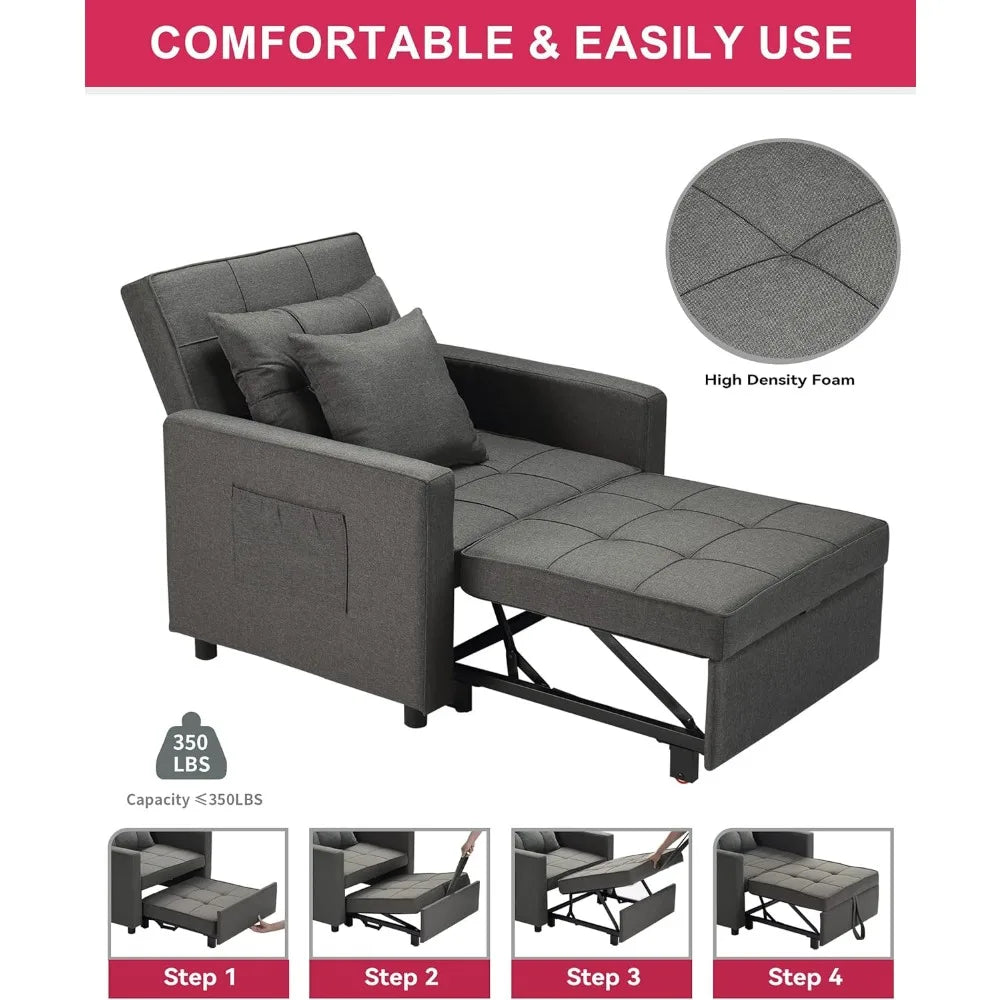 COMFORTABLE & EASILY USE
High Density Foam
350
LBS
Capacity ≤350LBS
Step 1
Step 2
Step 3
Step 4